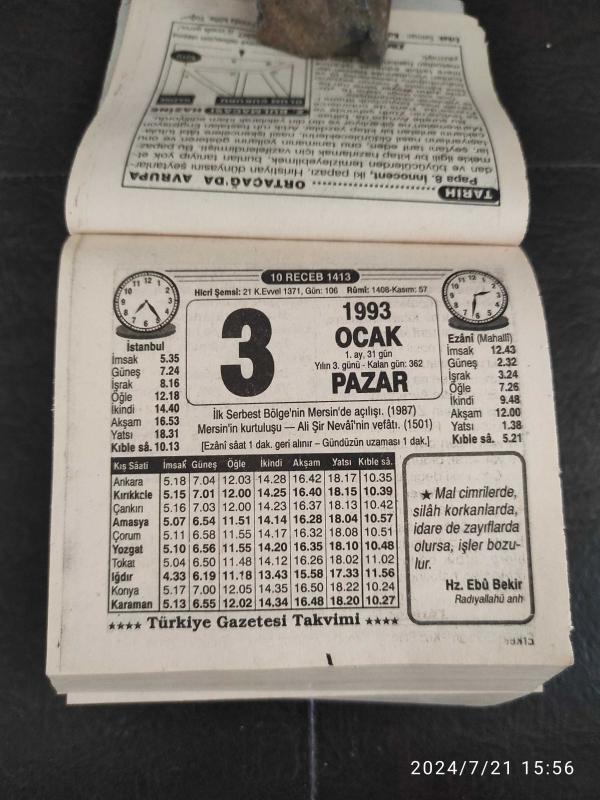 TARİH
ORTAÇAĞ'DA AVRUPA
Papa 8. Innocent, iki papazı, Hıristiyan dünyasını şeytanlar-
dan ve büyücülerden temizleyebilmek,
10 RECEB 1413
Hicrî Şemsî: 21 K.Evvel 1371, Gün: 106 Rûmî: 1408-Kasım: 57
İstanbul
İmsak 5.35
Güneş 7.24
İşrak 8.16
Öğle 12.18
İkindi 14.40
Akşam 16.53
Yatsı 18.31
Kıble sâ. 10.13
3
1993
OCAK
1. ay, 31 gün
Yılın 3. günü - Kalan gün: 362
PAZAR
Ezânî (Mahallî)
İmsak 12.43
Güneş 2.32
İşrak 3.24
Öğle 7.26
İkindi 9.48
Akşam 12.00
Yatsı 1.38
Kıble sâ. 5.21
İlk Serbest Bölge'nin Mersin'de açılışı. (1987)
Mersin'in kurtuluşu — Ali Şir Nevâî'nin vefâtı. (1501)
[Ezânî sâat 1 dak. geri alınır – Gündüzün uzaması 1 dak.]
Kış Sâati İmsak Güneş Öğle İkindi Akşam Yatsı Kıble sâ.
Ankara 5.18 7.04 12.03 14.28 16.42 18.17 10.35
Kırıkkale 5.15 7.01 12.00 14.25 16.40 18.15 10.39
Çankırı 5.16 7.03 12.00 14.23 16.37 18.13 10.42
Amasya 5.07 6.54 11.51 14.14 16.28 18.04 10.57
Çorum 5.11 6.58 11.55 14.17 16.32 18.08 10.51
Yozgat 5.10 6.56 11.55 14.20 16.35 18.10 10.48
Tokat 5.04 6.50 11.48 14.12 16.26 18.02 11.02
Iğdır 4.33 6.19 11.18 13.43 15.58 17.33 11.56
Konya 5.17 7.00 12.05 14.35 16.50 18.22 10.24
Karaman 5.13 6.55 12.02 14.34 16.48 18.20 10.27
★ Mal cimrilerde,
silâh korkanlarda,
idare de zayıflarda
olursa, işler bozu-
lur.
Hz. Ebû Bekir
Radıyallahü anh
★★★★ Türkiye Gazetesi Takvimi ★★★★
2024/7/21 15:56